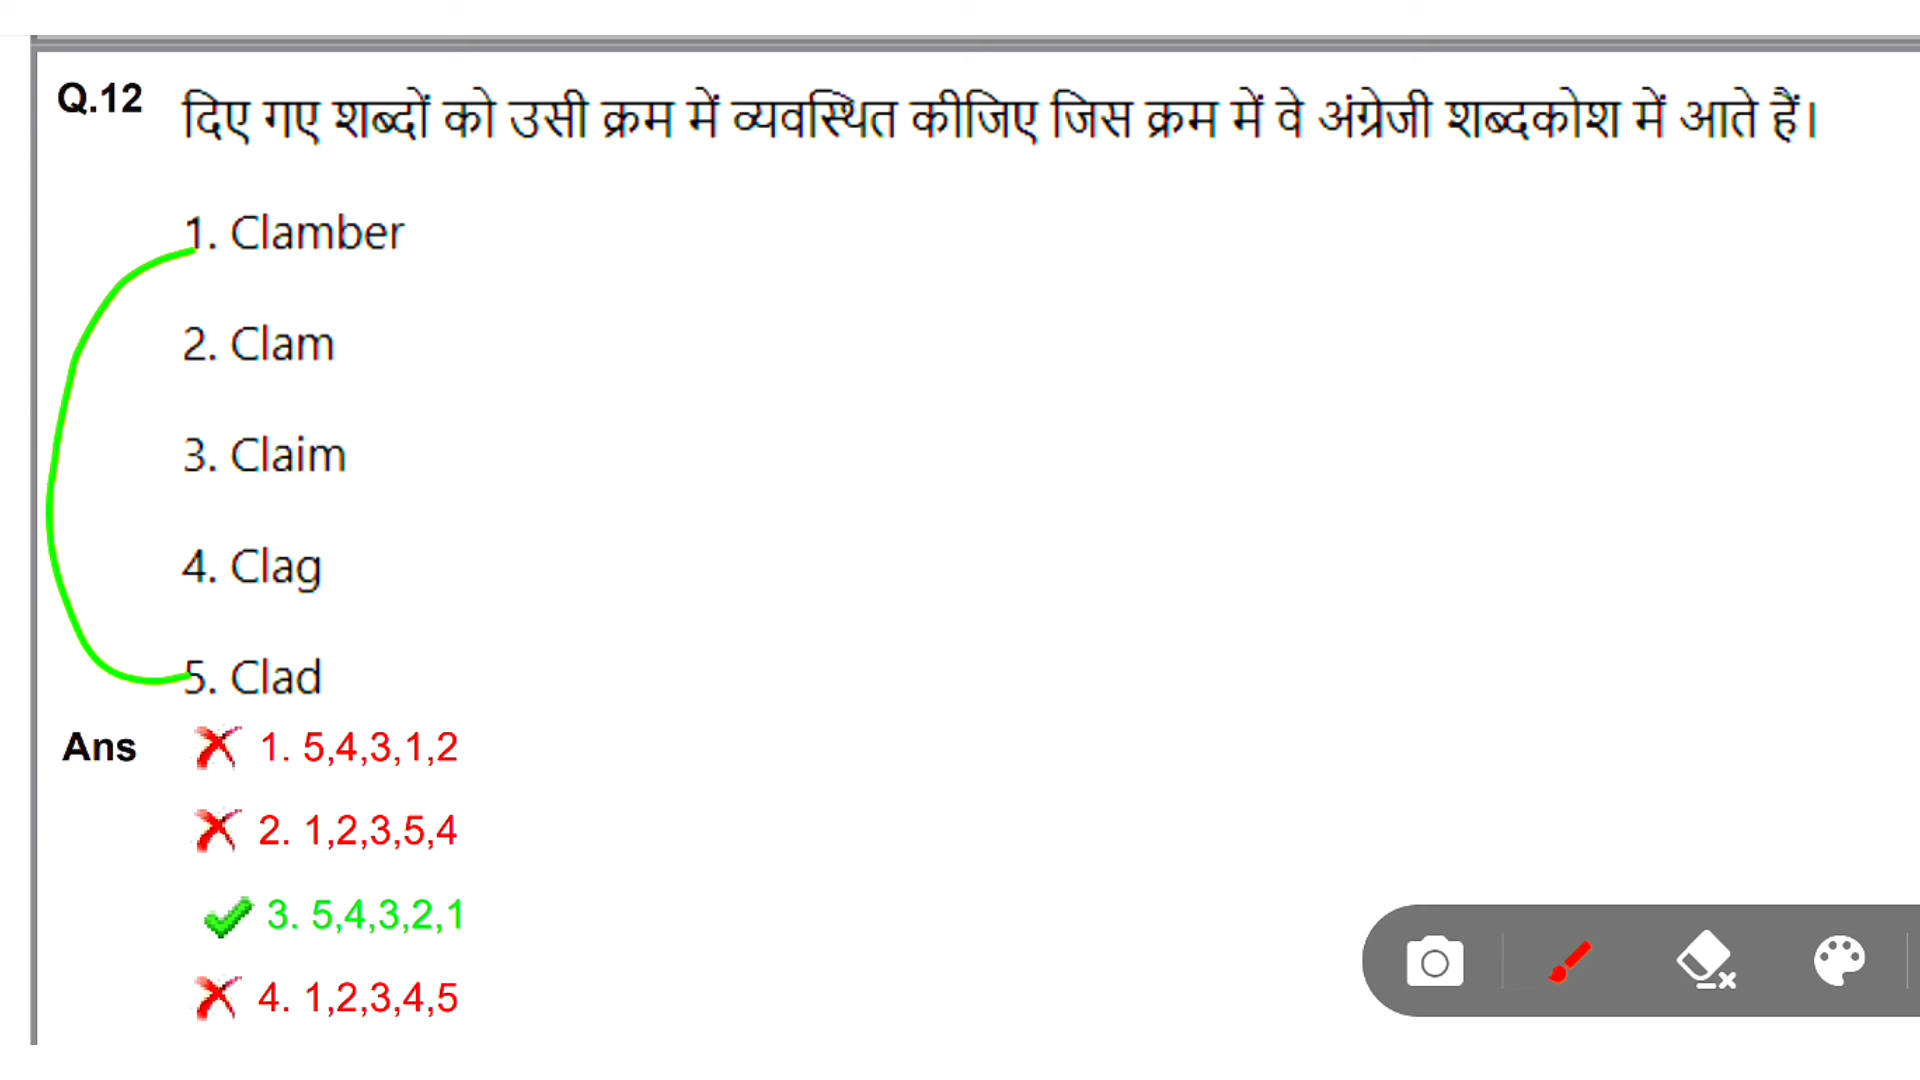 Q.12 दिए गए शब्दों को उसी क्रम में व्यवस्थित कीजिए जिस क्रम में वे अंग्रेजी शब्दकोश में आते हैं।
1. Clamber
2. Clam
3. Claim
4. Clag
5. Clad
Ans 1. 5,4,3,1,2
2. 1,2,3,5,4
3. 5,4,3,2,1
4. 1,2,3,4,5